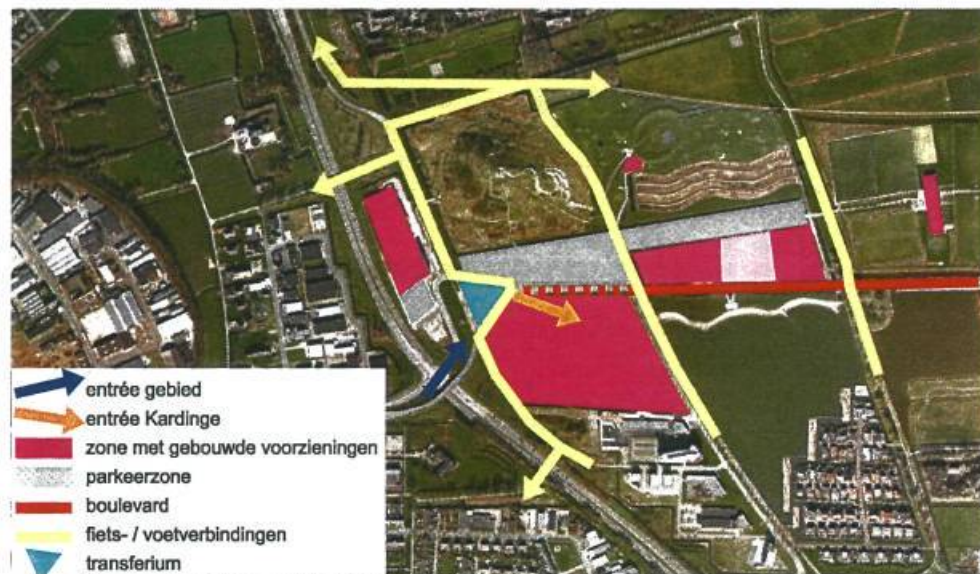 entrée gebied
entrée Kardinge
zone met gebouwde voorzieningen
parkeerzone
boulevard
fiets- / voetverbindingen
transferium